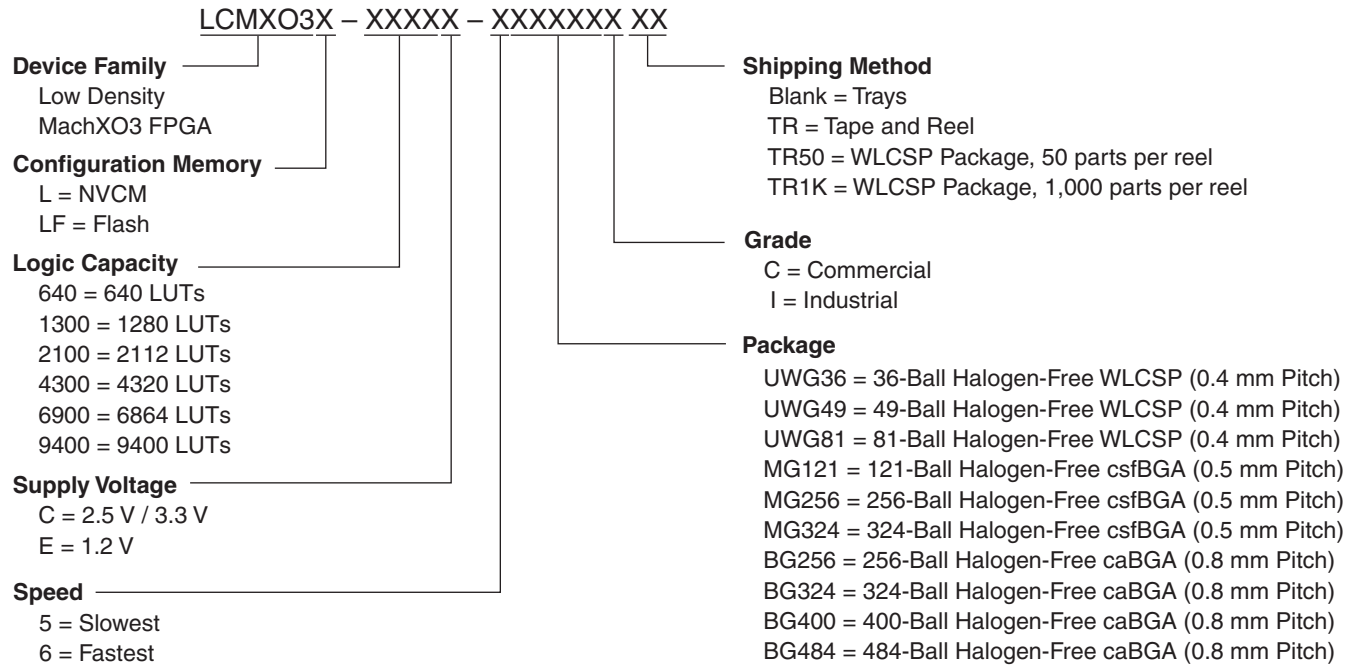 LCMXO3X – XXXXX – XXXXXXX XX
Device Family
Low Density
MachXO3 FPGA
Configuration Memory
L = NVCM
LF = Flash
Logic Capacity
640 = 640 LUTs
1300 = 1280 LUTs
2100 = 2112 LUTs
4300 = 4320 LUTs
6900 = 6864 LUTs
9400 = 9400 LUTs
Supply Voltage
C = 2.5 V / 3.3 V
E = 1.2 V
Speed
5 = Slowest
6 = Fastest
Shipping Method
Blank = Trays
TR = Tape and Reel
TR50 = WLCSP Package, 50 parts per reel
TR1K = WLCSP Package, 1,000 parts per reel
Grade
C = Commercial
I = Industrial
Package
UWG36 = 36-Ball Halogen-Free WLCSP (0.4 mm Pitch)
UWG49 = 49-Ball Halogen-Free WLCSP (0.4 mm Pitch)
UWG81 = 81-Ball Halogen-Free WLCSP (0.4 mm Pitch)
MG121 = 121-Ball Halogen-Free csfBGA (0.5 mm Pitch)
MG256 = 256-Ball Halogen-Free csfBGA (0.5 mm Pitch)
MG324 = 324-Ball Halogen-Free csfBGA (0.5 mm Pitch)
BG256 = 256-Ball Halogen-Free caBGA (0.8 mm Pitch)
BG324 = 324-Ball Halogen-Free caBGA (0.8 mm Pitch)
BG400 = 400-Ball Halogen-Free caBGA (0.8 mm Pitch)
BG484 = 484-Ball Halogen-Free caBGA (0.8 mm Pitch)